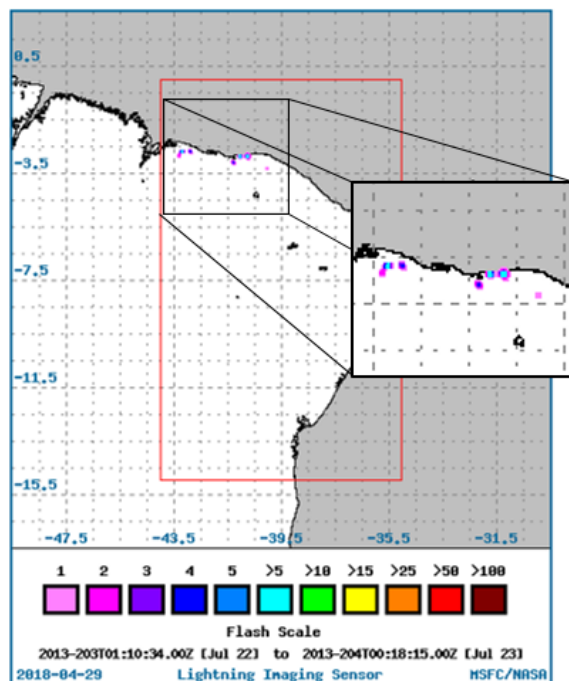 0.5
-3.5
-7.5
-11.5
-15.5
-47.5 -43.5 -39.5 -35.5 -31.5
1 2 3 4 5 >5 >10 >15 >25 >50 >100
Flash Scale
2013-203T01:10:34.00Z [Jul 22] to 2013-204T00:18:15.00Z [Jul 23]
2018-04-29 Lightning Imaging Sensor MSFC/NASA